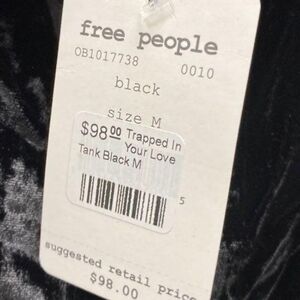 free people
OB1017738 0010
black
size M
$98.00 Trapped In
Your Love
Tank Black M
5
suggested retail price
$98.00